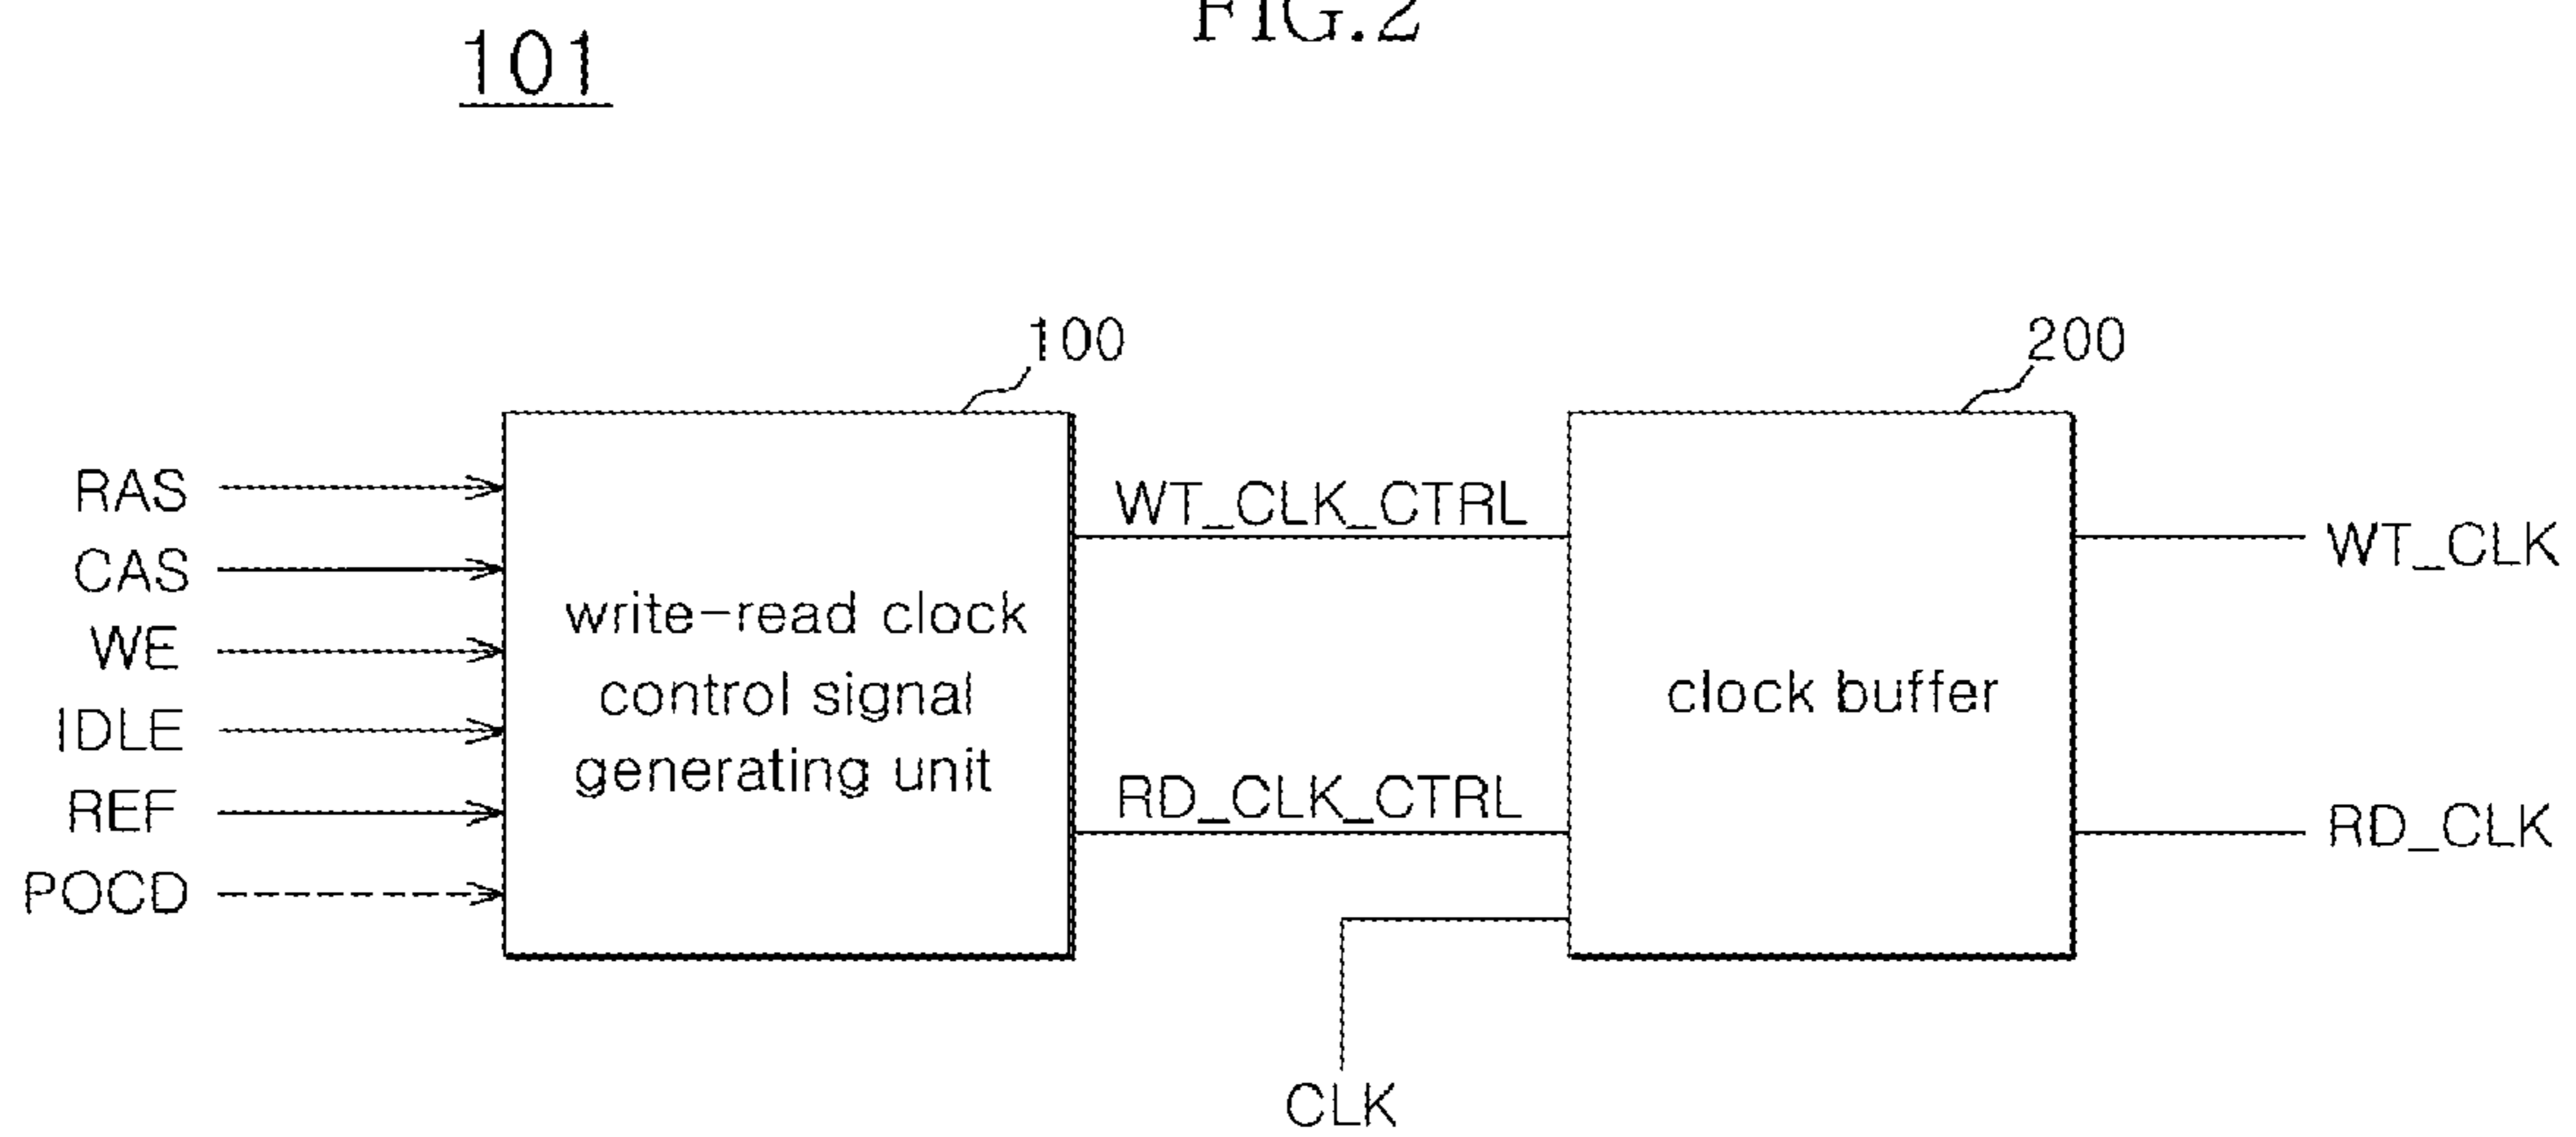 FIG.2
101
100
200
RAS
CAS
WE
IDLE
REF
POCD
write-read clock
control signal
generating unit
WT_CLK_CTRL
RD_CLK_CTRL
clock buffer
WT_CLK
RD_CLK
CLK